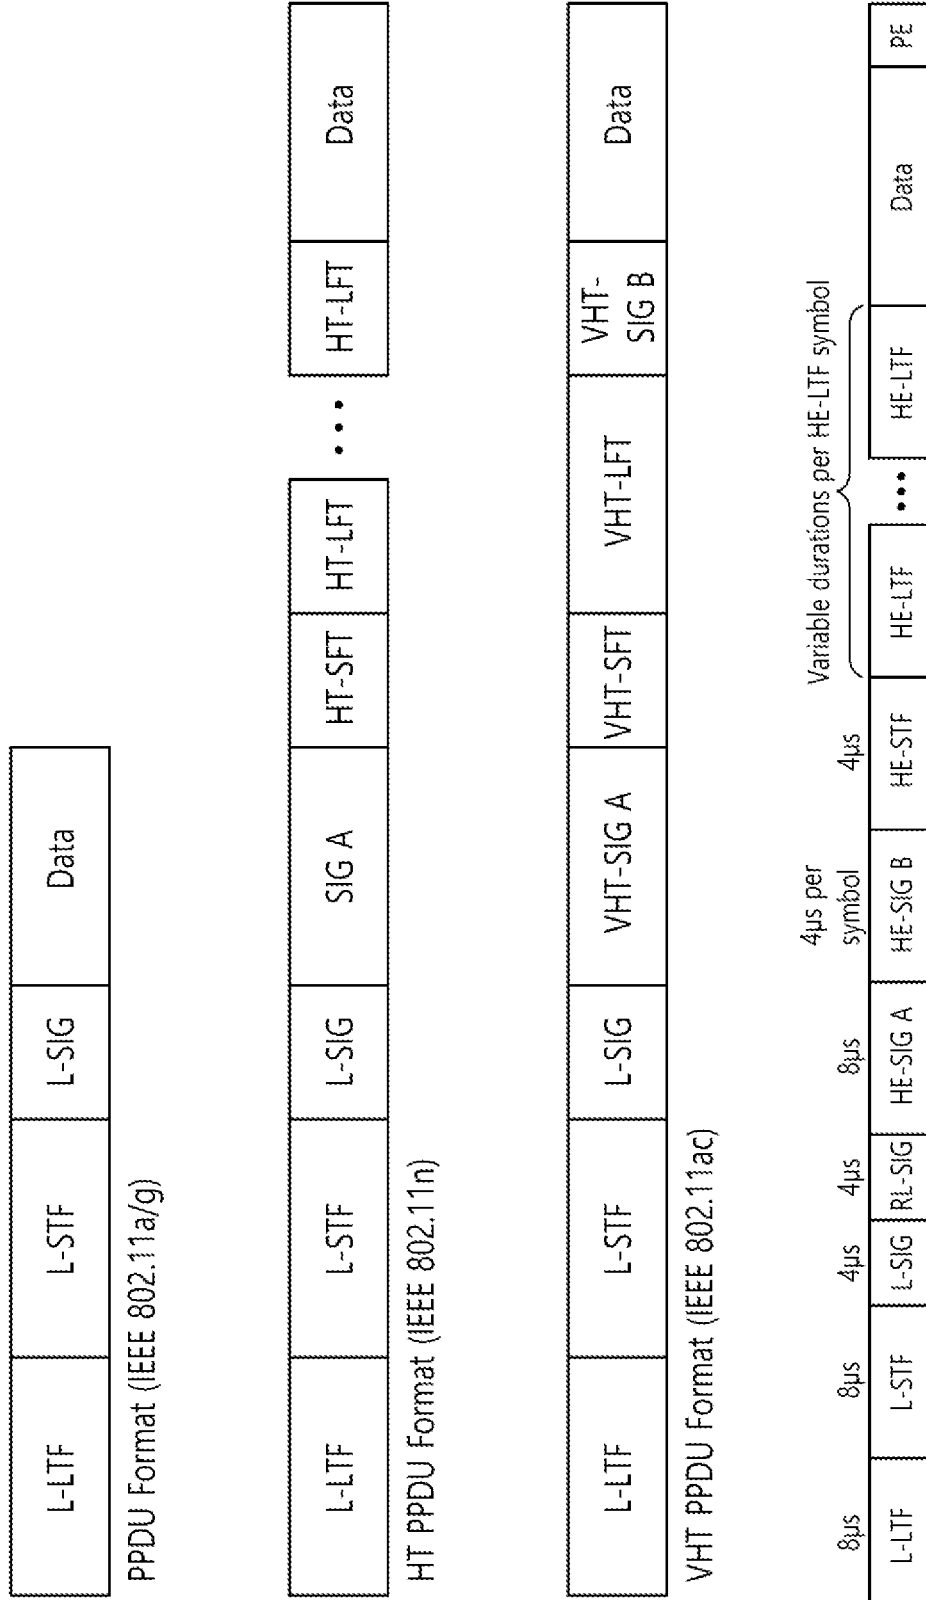 L-LTF L-STF L-SIG Data
PPDU Format (IEEE 802.11a/g)
L-LTF L-STF L-SIG SIG A HT-SFT HT-LFT ••• HT-LFT Data
HT PPDU Format (IEEE 802.11n)
L-LTF L-STF L-SIG VHT-SIG A VHT-SFT VHT-LFT VHT-
SIG B Data
VHT PPDU Format (IEEE 802.11ac)
8μs 8μs 4μs 4μs 8μs 4μs per
symbol 4μs Variable durations per HE-LTF symbol
L-LTF L-STF L-SIG RL-SIG HE-SIG A HE-SIG B HE-STF HE-LTF ••• HE-LTF Data PE